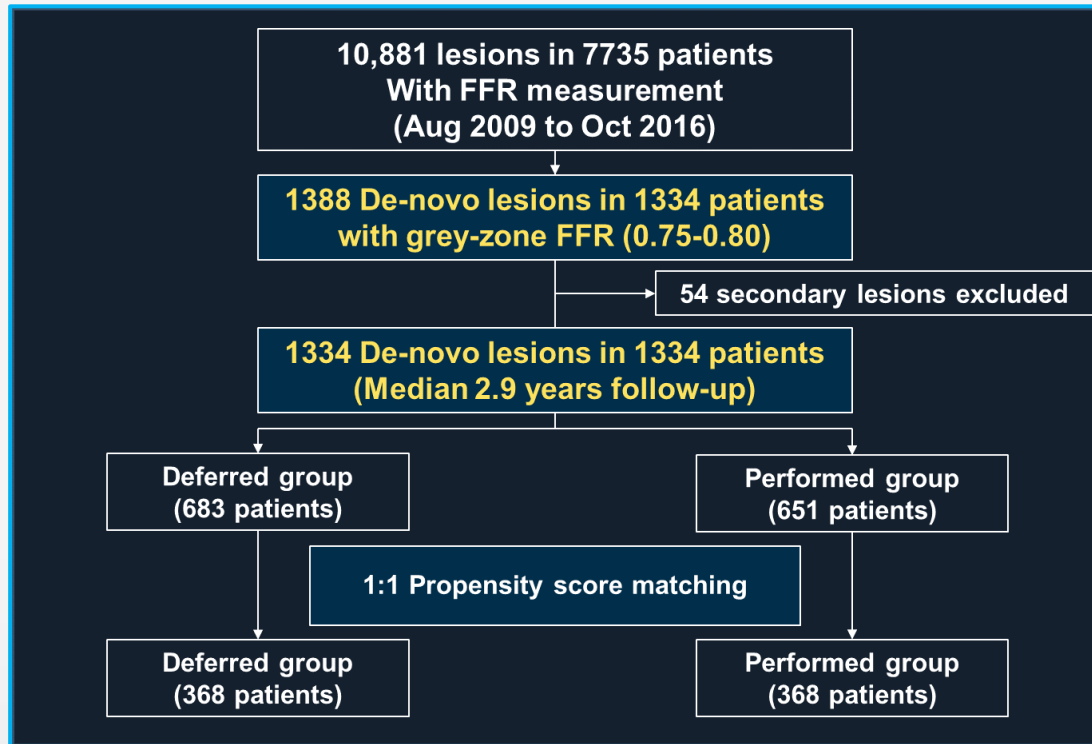 10,881 lesions in 7735 patients
With FFR measurement
(Aug 2009 to Oct 2016)
1388 De-novo lesions in 1334 patients
with grey-zone FFR (0.75-0.80)
54 secondary lesions excluded
1334 De-novo lesions in 1334 patients
(Median 2.9 years follow-up)
Deferred group
(683 patients)
Performed group
(651 patients)
1:1 Propensity score matching
Deferred group
(368 patients)
Performed group
(368 patients)